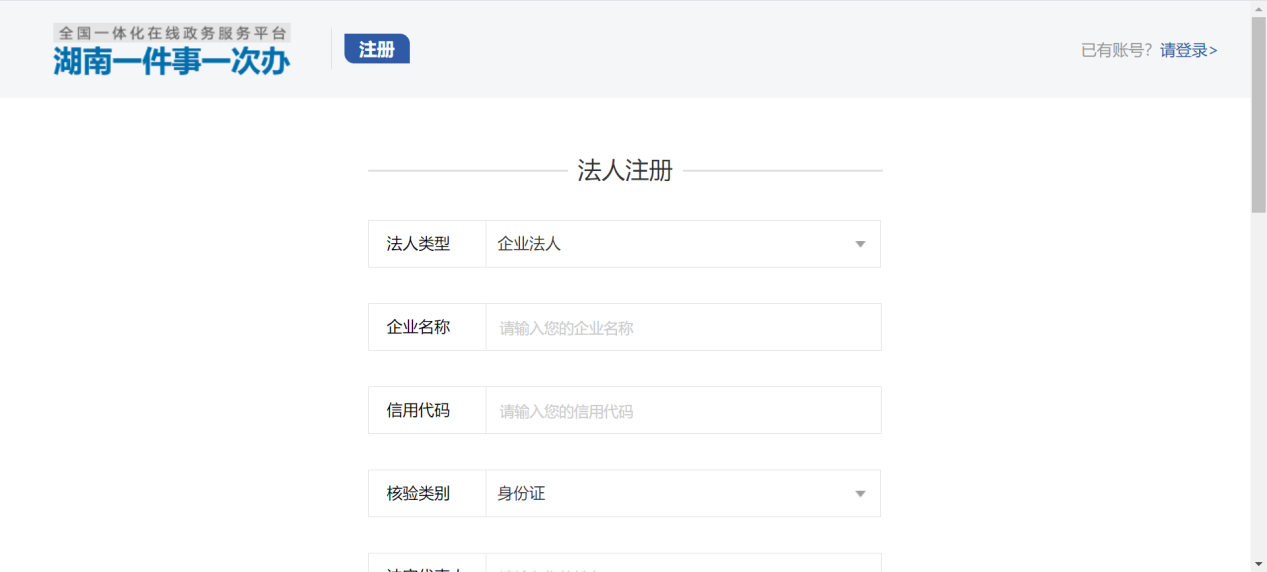 全国一体化在线政务服务平台
湖南一件事一次办
注册
已有账号？请登录>
法人注册
法人类型 企业法人
企业名称 请输入您的企业名称
信用代码 请输入您的信用代码
核验类别 身份证